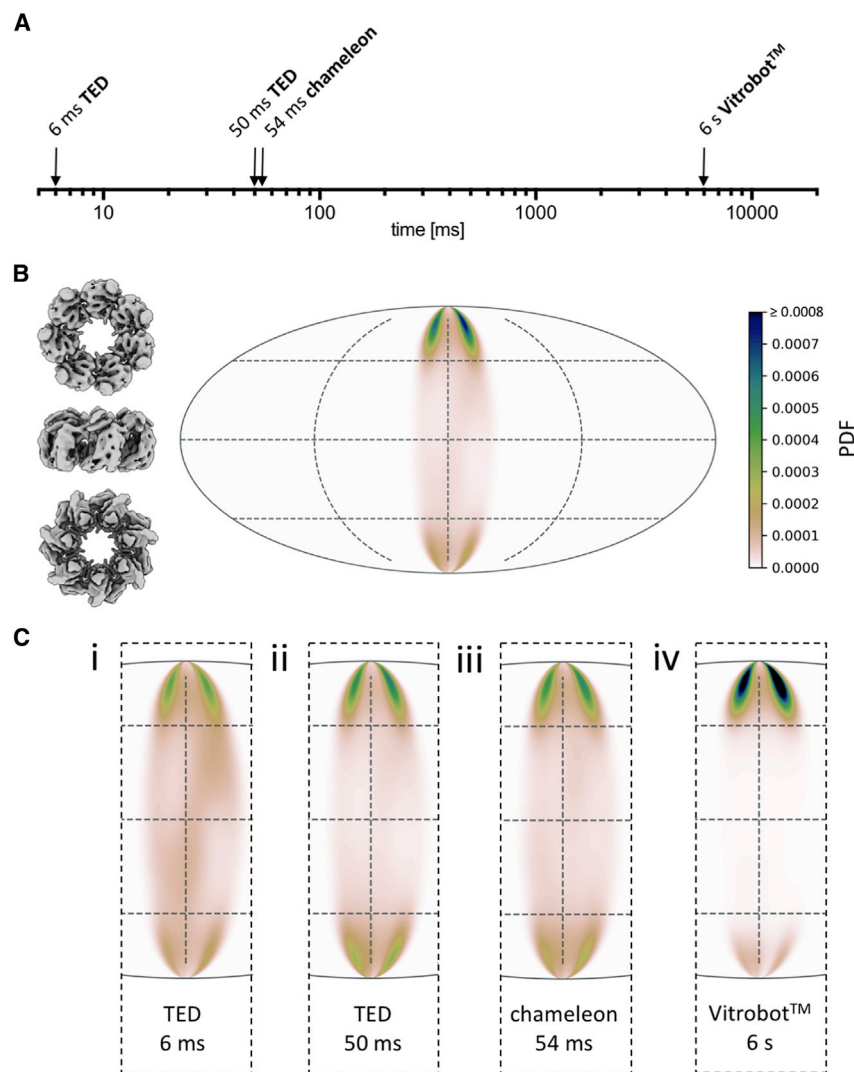 A
6 ms TED
50 ms TED
54 ms chameleon
6 s Vitrobot™
10
100
1000
10000
time [ms]
B
≥ 0.0008
0.0007
0.0006
0.0005
0.0004
0.0003
0.0002
0.0001
0.0000
PDF
C
i
ii
iii
iv
TED
6 ms
TED
50 ms
chameleon
54 ms
Vitrobot™
6 s